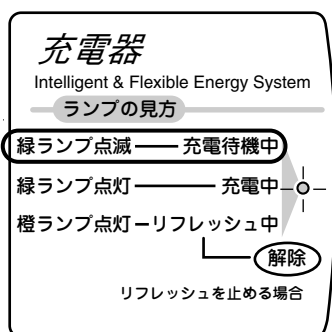 充電器
Intelligent & Flexible Energy System
ランプの見方
緑ランプ点滅 ── 充電待機中
緑ランプ点灯 ── 充電中
橙ランプ点灯 － リフレッシュ中
解除
リフレッシュを止める場合